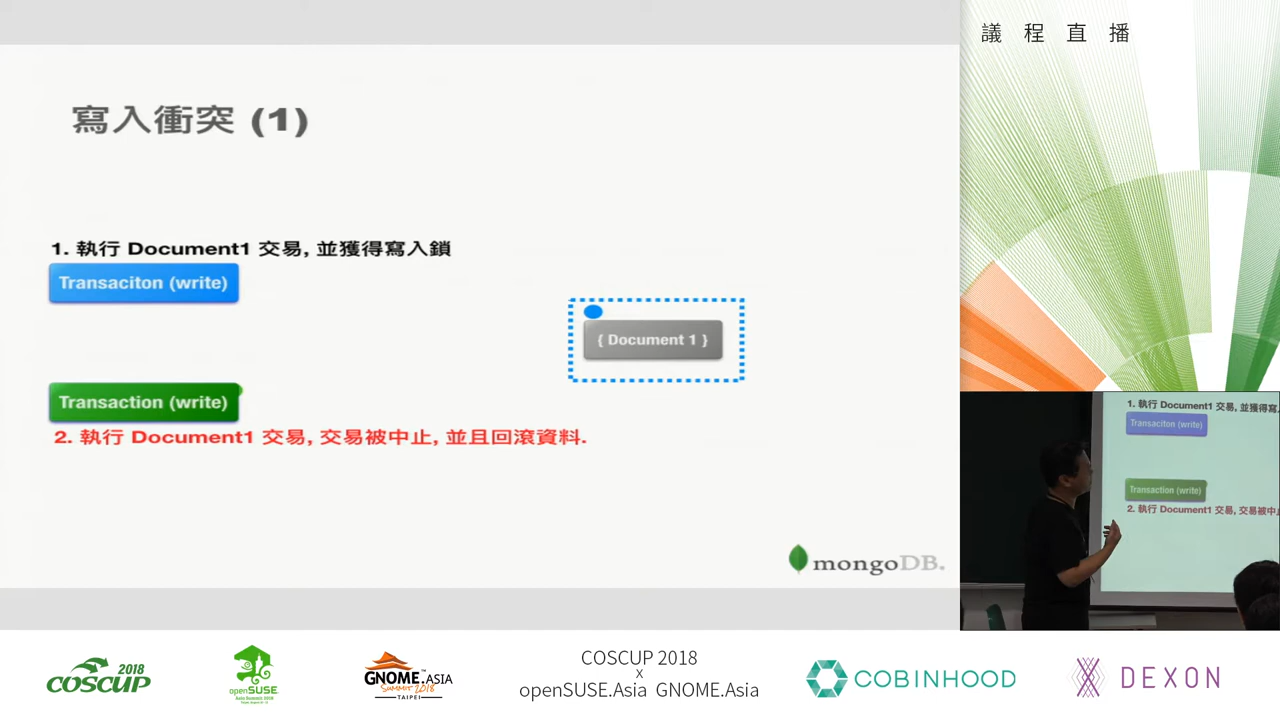 議程直播
寫入衝突 (1)
1. 執行 Document1 交易, 並獲得寫入鎖
Transaciton (write)
{ Document 1 }
Transaction (write)
2. 執行 Document1 交易, 交易被中止, 並且回滾資料.
mongoDB.
1. 執行 Document1 交易, 並獲得寫
Transaciton (write)
Transaction (write)
2. 執行 Document1 交易, 交易被中
2018
COSCUP
openSUSE
Asia Summit 2018
GNOME.ASIA
Summit 2018
TAIPEI
COSCUP 2018
x
openSUSE.Asia GNOME.Asia
COBINHOOD
DEXON